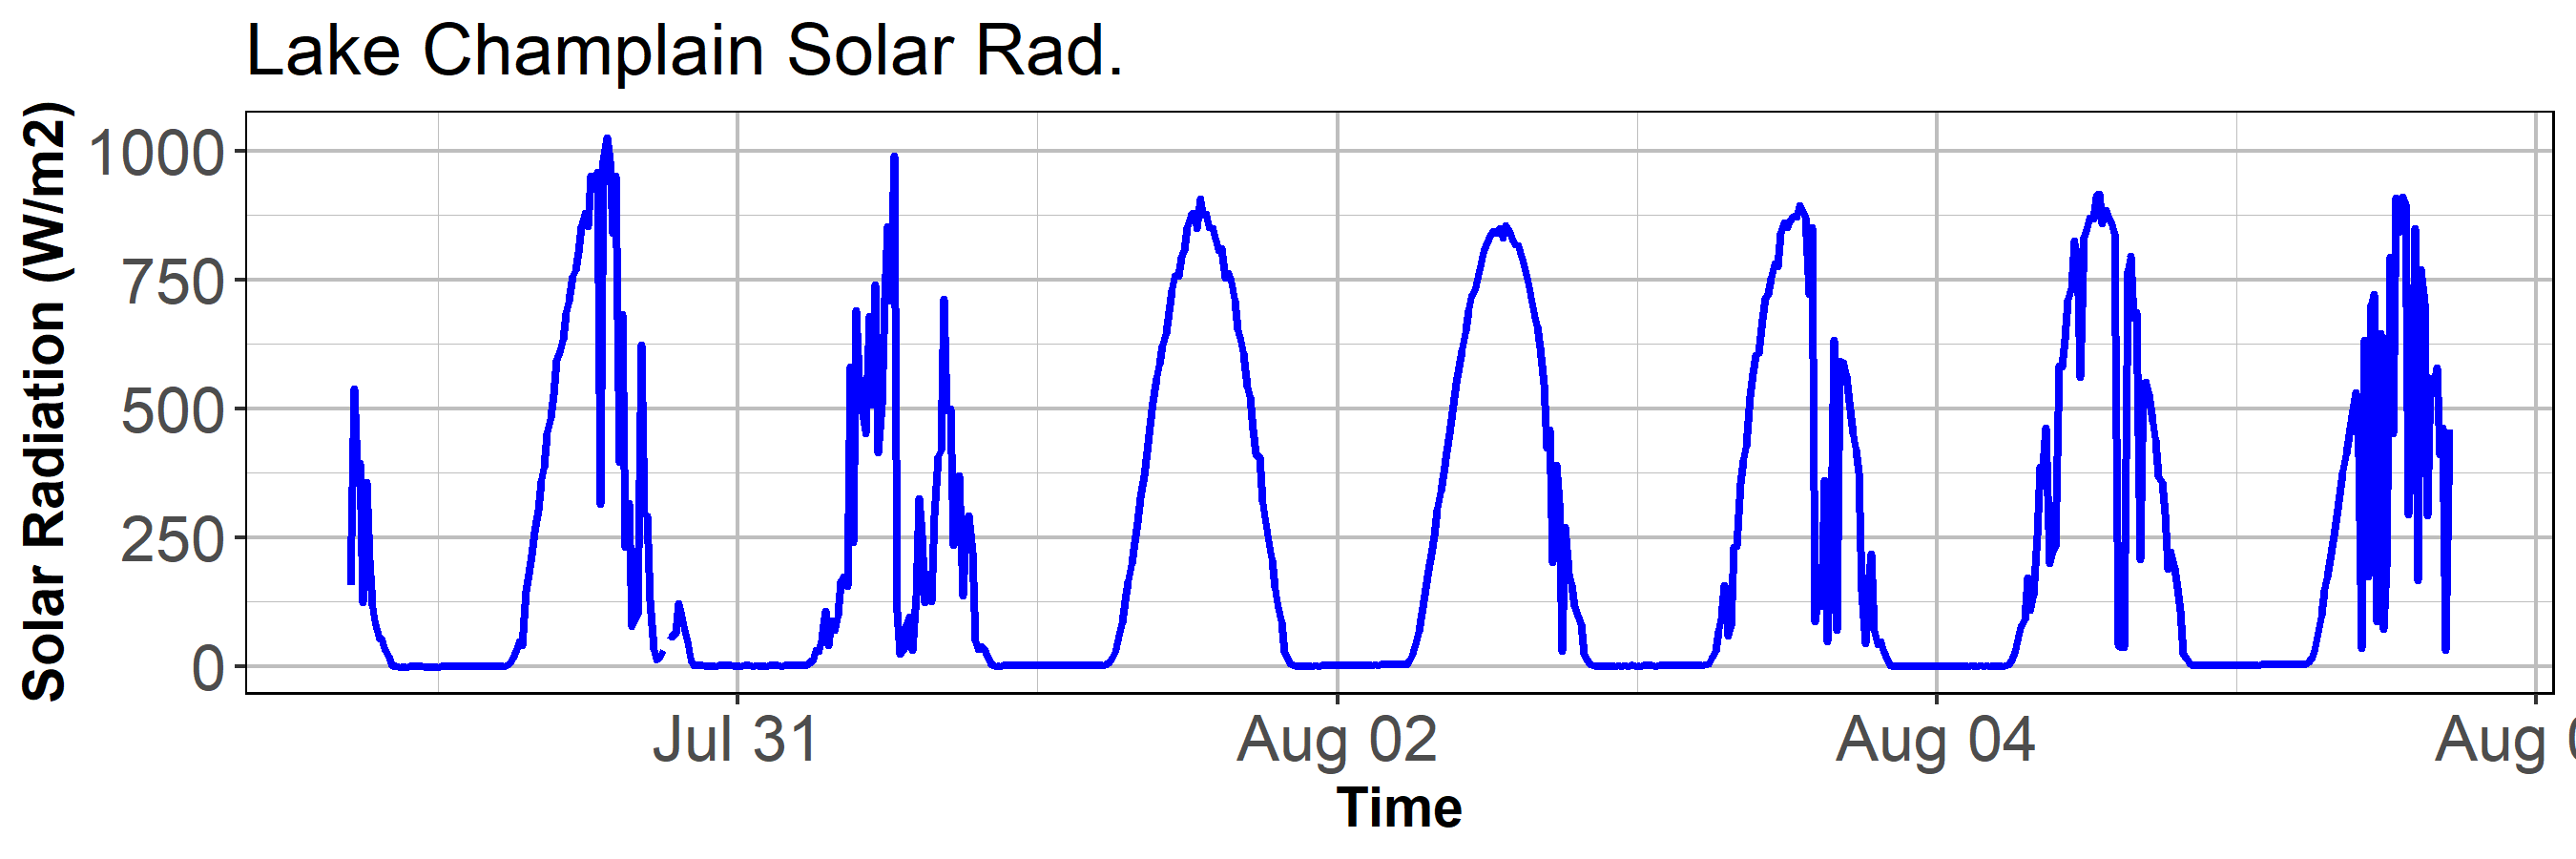 Lake Champlain Solar Rad.
Solar Radiation (W/m2)
1000
750
500
250
0
Jul 31
Aug 02
Aug 04
Aug
Time